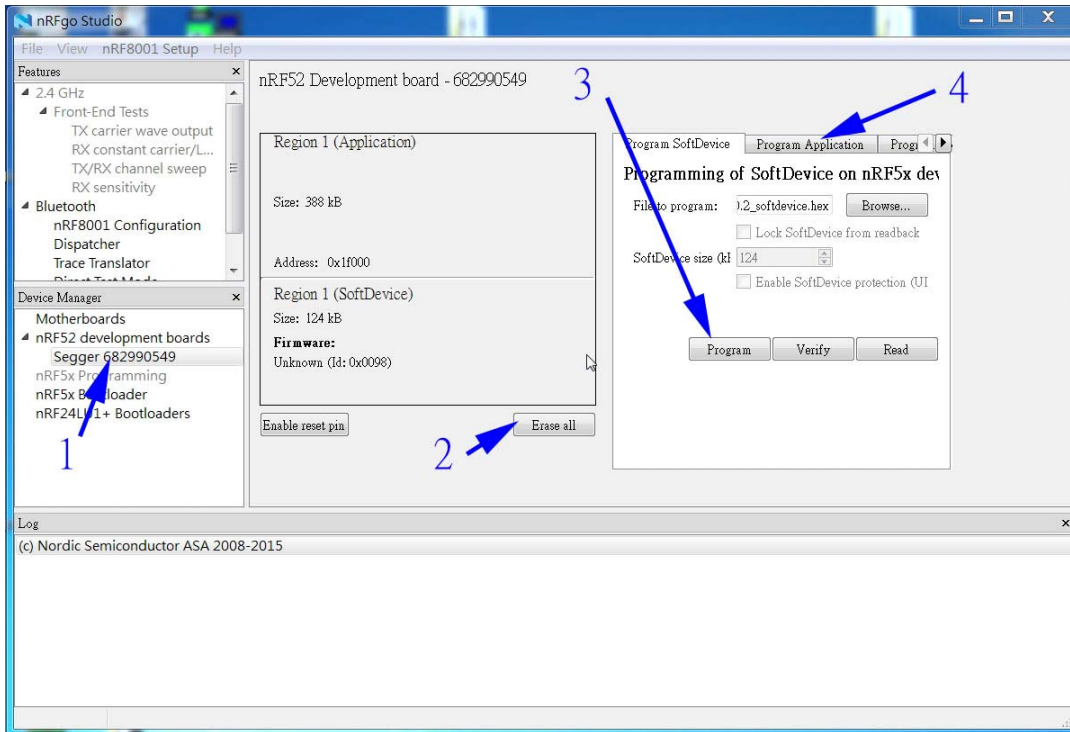 nRFgo Studio
File View nRF8001 Setup Help
Features
2.4 GHz
Front-End Tests
TX carrier wave output
RX constant carrier/L...
TX/RX channel sweep
RX sensitivity
Bluetooth
nRF8001 Configuration
Dispatcher
Trace Translator
Direct Test Mode
Device Manager
Motherboards
nRF52 development boards
Segger 682990549
nRF5x Programming
nRF5x Bootloader
nRF24LU1+ Bootloaders
1
nRF52 Development board - 682990549
3
4
Region 1 (Application)
Size: 388 kB
Address: 0x1f000
Region 1 (SoftDevice)
Size: 124 kB
Firmware:
Unknown (Id: 0x0098)
Enable reset pin
2
Erase all
Program SoftDevice Program Application Progr
Programming of SoftDevice on nRF5x dev
File to program: ).2_softdevice.hex Browse...
Lock SoftDevice from readback
SoftDevice size (kB 124
Enable SoftDevice protection (UI
Program Verify Read
Log
(c) Nordic Semiconductor ASA 2008-2015